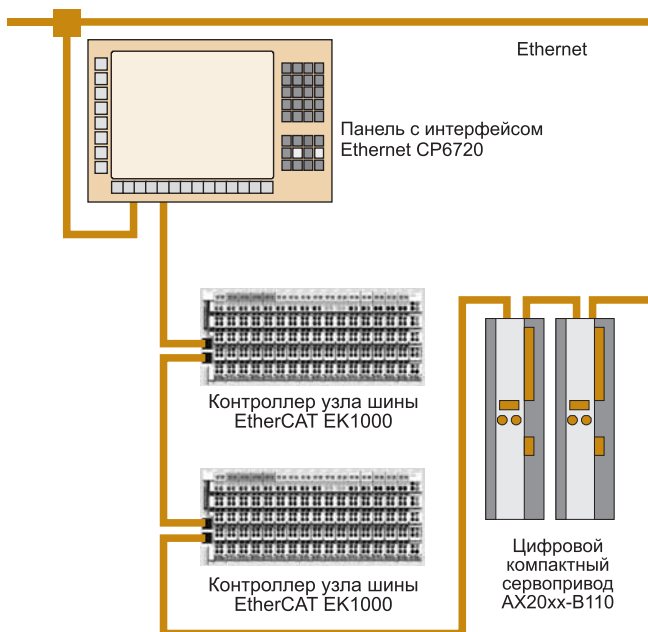 Ethernet
Панель с интерфейсом
Ethernet CP6720
Контроллер узла шины
EtherCAT EK1000
Контроллер узла шины
EtherCAT EK1000
Цифровой
компактный
сервопривод
AX20xx-B110